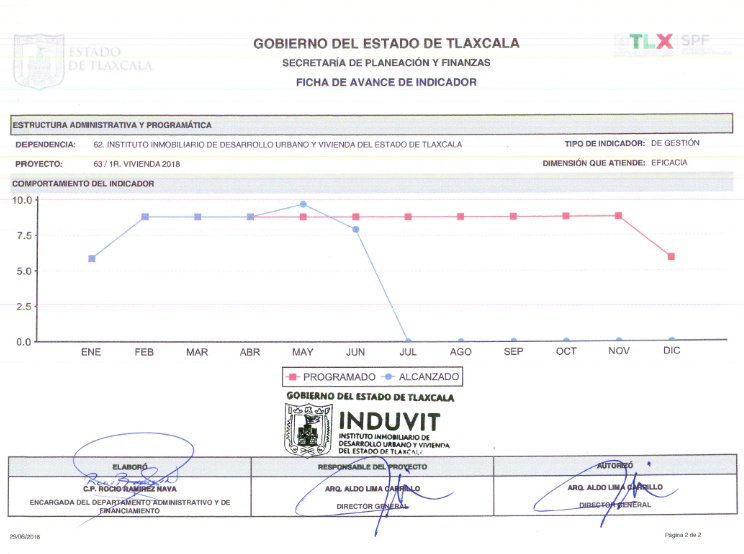 ESTADO
DE TLAXCALA
GOBIERNO DEL ESTADO DE TLAXCALA
SECRETARÍA DE PLANEACIÓN Y FINANZAS
FICHA DE AVANCE DE INDICADOR
TLX SPF
ESTRUCTURA ADMINISTRATIVA Y PROGRAMÁTICA
DEPENDENCIA: 62. INSTITUTO INMOBILIARIO DE DESARROLLO URBANO Y VIVIENDA DEL ESTADO DE TLAXCALA TIPO DE INDICADOR: DE GESTIÓN
PROYECTO: 63 / 1R. VIVIENDA 2018 DIMENSIÓN QUE ATIENDE: EFICACIA
COMPORTAMIENTO DEL INDICADOR
10.0
7.5
5.0
2.5
0.0
ENE FEB MAR ABR MAY JUN JUL AGO SEP OCT NOV DIC
PROGRAMADO ALCANZADO
GOBIERNO DEL ESTADO DE TLAXCALA
INDUVIT
INSTITUTO INMOBILIARIO DE
DESARROLLO URBANO Y VIVIENDA
DEL ESTADO DE TLAXCALA
ELABORÓ RESPONSABLE DEL PROYECTO AUTORIZÓ
C.P. ROCIO RAMIREZ NAVA ARQ. ALDO LIMA CARRILLO ARQ. ALDO LIMA CARRILLO
ENCARGADA DEL DEPARTAMENTO ADMINISTRATIVO Y DE
FINANCIAMIENTO
DIRECTOR GENERAL DIRECTOR GENERAL
29/06/2018 Página 2 de 2